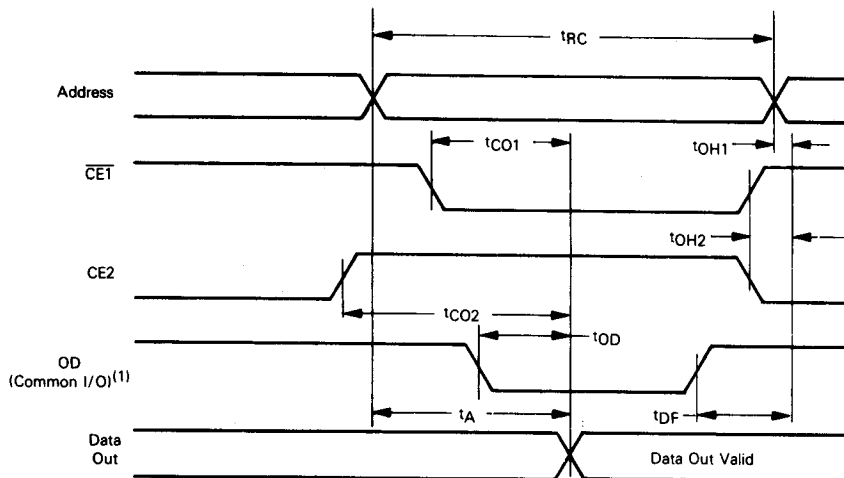 tRC
Address
tCO1
tOH1
CE1
tOH2
CE2
tCO2
tOD
OD
(Common I/O)(1)
tA
tDF
Data
Out
Data Out Valid